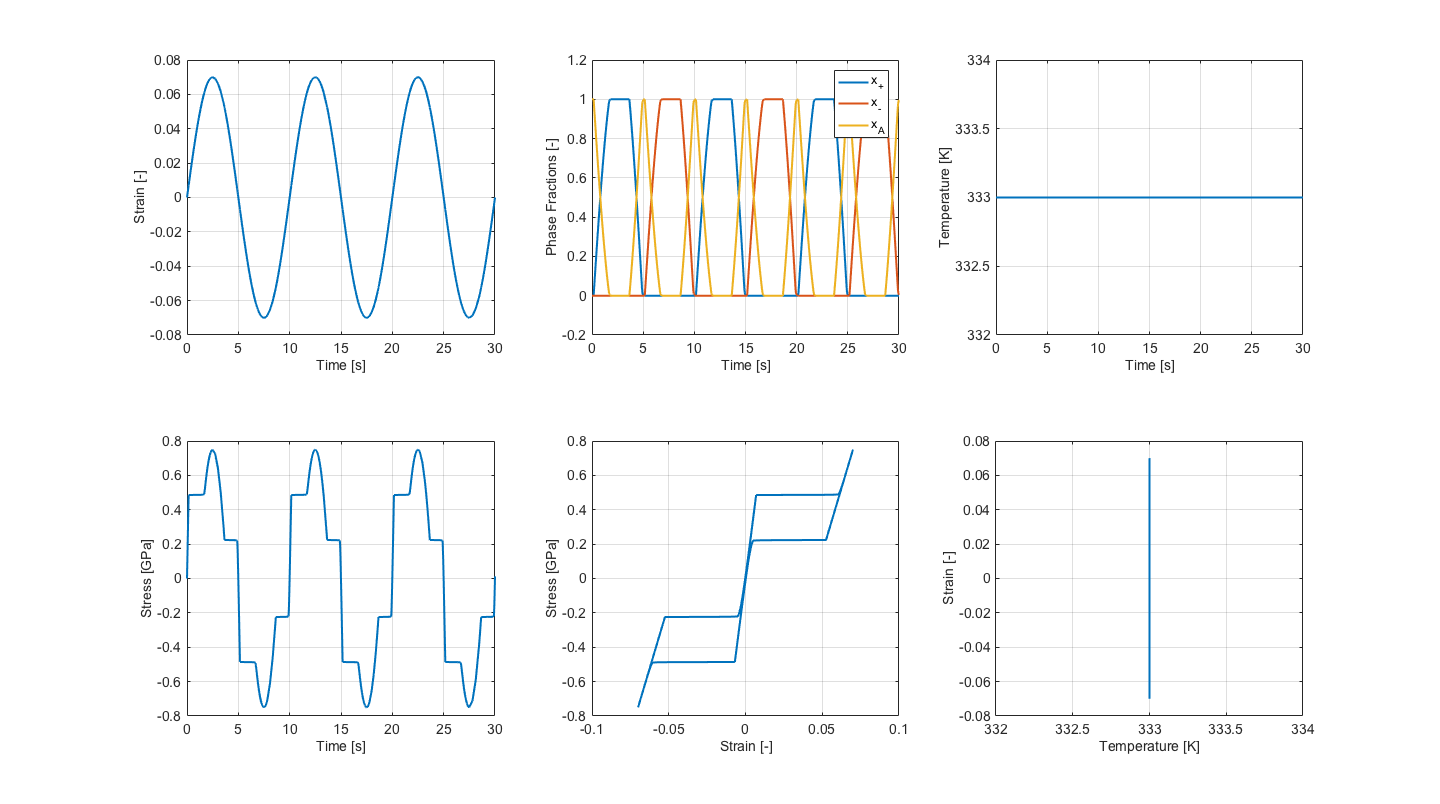 0.08
0.06
0.04
0.02
0
-0.02
-0.04
-0.06
-0.08
Strain [-]
0 5 10 15 20 25 30
Time [s]
1.2
1
0.8
0.6
0.4
0.2
0
-0.2
Phase Fractions [-]
x+
x-
xA
0 5 10 15 20 25 30
Time [s]
334
333.5
333
332.5
332
Temperature [K]
0 5 10 15 20 25 30
Time [s]
0.8
0.6
0.4
0.2
0
-0.2
-0.4
-0.6
-0.8
Stress [GPa]
0 5 10 15 20 25 30
Time [s]
0.8
0.6
0.4
0.2
0
-0.2
-0.4
-0.6
-0.8
Stress [GPa]
-0.1 -0.05 0 0.05 0.1
Strain [-]
0.08
0.06
0.04
0.02
0
-0.02
-0.04
-0.06
-0.08
Strain [-]
332 332.5 333 333.5 334
Temperature [K]